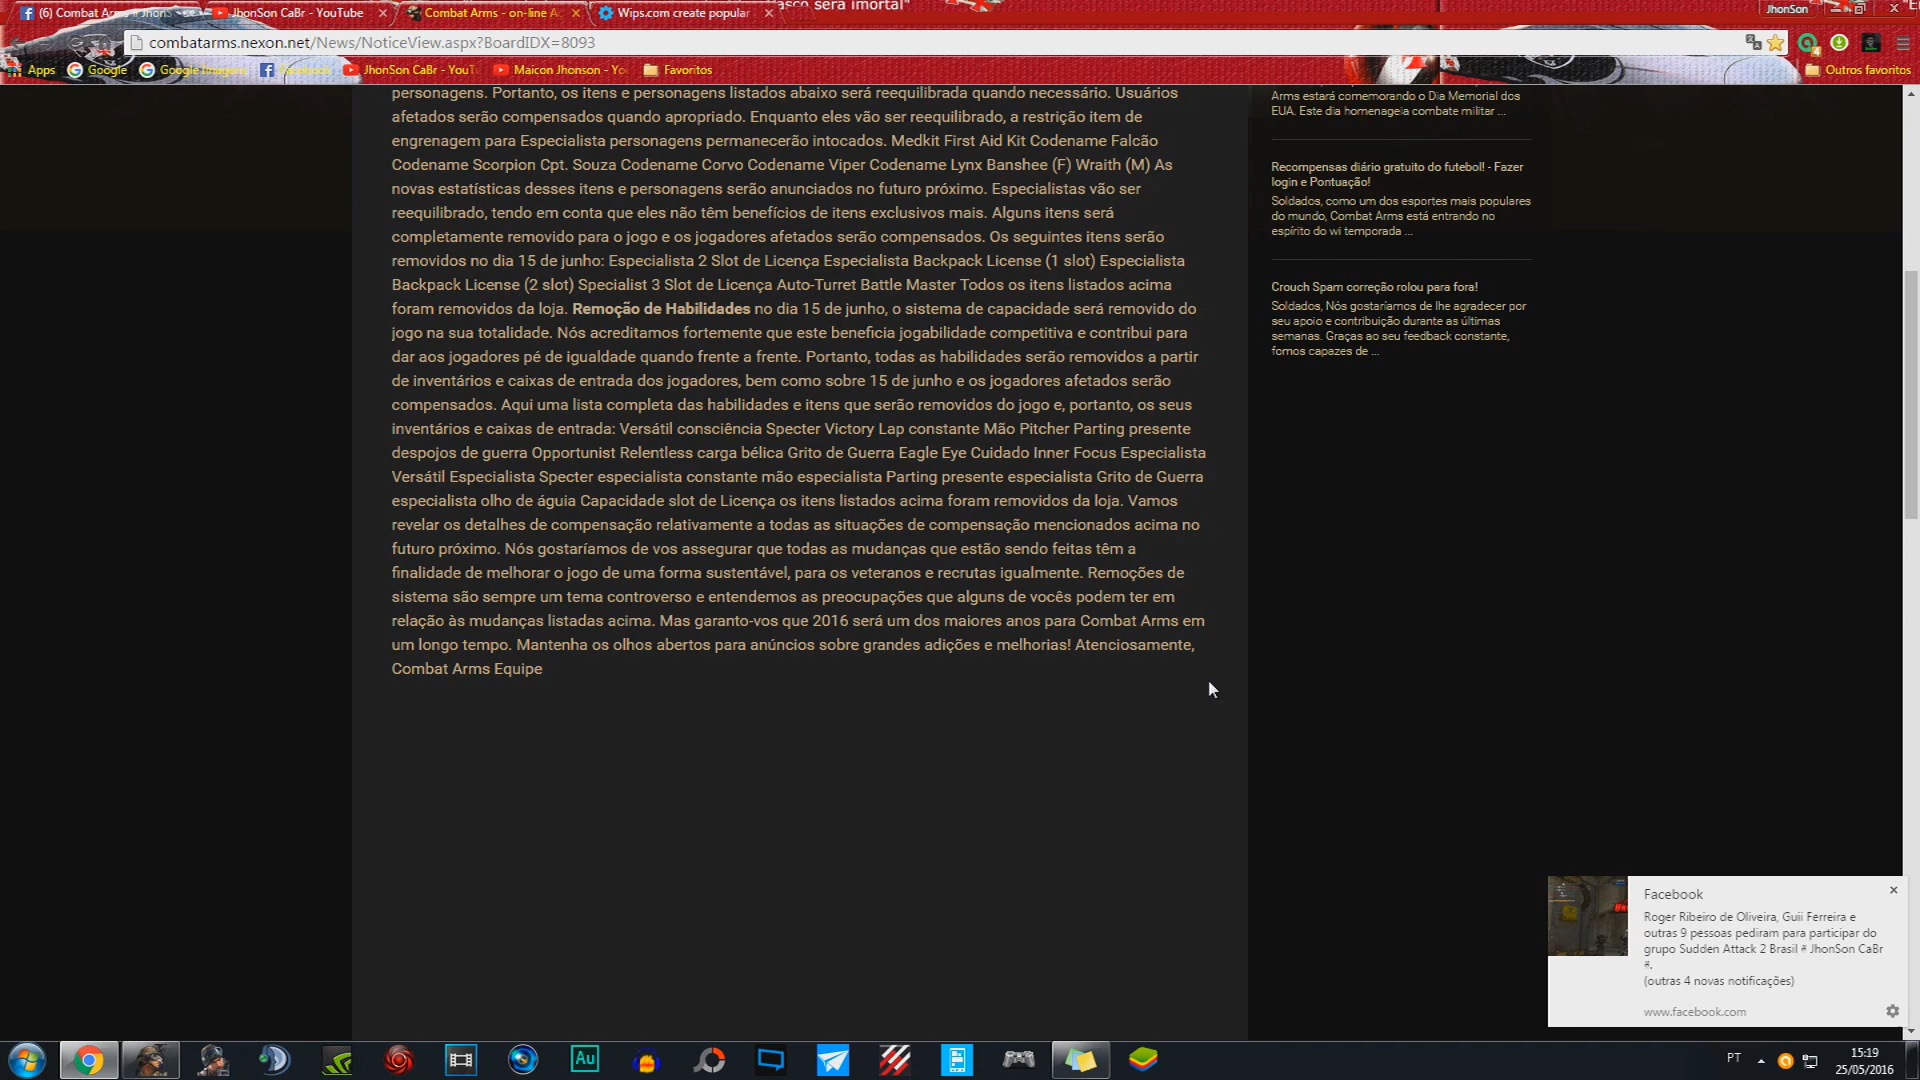 asco será imortal"
(6) Combat Arms # Jhons
JhonSon CaBr - YouTube
Combat Arms - on-line Ac
Wips.com create popular
JhonSon
combatarms.nexon.net/News/NoticeView.aspx?BoardIDX=8093
Apps
Google
Google Imagens
Facebook
JhonSon CaBr - YouT
Maicon Jhonson - Yo
Favoritos
Outros favoritos
personagens. Portanto, os itens e personagens listados abaixo será reequilibrada quando necessário. Usuários
afetados serão compensados quando apropriado. Enquanto eles vão ser reequilibrado, a restrição item de
engrenagem para Especialista personagens permanecerão intocados. Medkit First Aid Kit Codename Falcão
Codename Scorpion Cpt. Souza Codename Corvo Codename Viper Codename Lynx Banshee (F) Wraith (M) As
novas estatísticas desses itens e personagens serão anunciados no futuro próximo. Especialistas vão ser
reequilibrado, tendo em conta que eles não têm benefícios de itens exclusivos mais. Alguns itens será
completamente removido para o jogo e os jogadores afetados serão compensados. Os seguintes itens serão
removidos no dia 15 de junho: Especialista 2 Slot de Licença Especialista Backpack License (1 slot) Especialista
Backpack License (2 slot) Specialist 3 Slot de Licença Auto-Turret Battle Master Todos os itens listados acima
foram removidos da loja. Remoção de Habilidades no dia 15 de junho, o sistema de capacidade será removido do
jogo na sua totalidade. Nós acreditamos fortemente que este beneficia jogabilidade competitiva e contribui para
dar aos jogadores pé de igualdade quando frente a frente. Portanto, todas as habilidades serão removidos a partir
de inventários e caixas de entrada dos jogadores, bem como sobre 15 de junho e os jogadores afetados serão
compensados. Aqui uma lista completa das habilidades e itens que serão removidos do jogo e, portanto, os seus
inventários e caixas de entrada: Versátil consciência Specter Victory Lap constante Mão Pitcher Parting presente
despojos de guerra Opportunist Relentless carga bélica Grito de Guerra Eagle Eye Cuidado Inner Focus Especialista
Versátil Especialista Specter especialista constante mão especialista Parting presente especialista Grito de Guerra
especialista olho de águia Capacidade slot de Licença os itens listados acima foram removidos da loja. Vamos
revelar os detalhes de compensação relativamente a todas as situações de compensação mencionados acima no
futuro próximo. Nós gostaríamos de vos assegurar que todas as mudanças que estão sendo feitas têm a
finalidade de melhorar o jogo de uma forma sustentável, para os veteranos e recrutas igualmente. Remoções de
sistema são sempre um tema controverso e entendemos as preocupações que alguns de vocês podem ter em
relação às mudanças listadas acima. Mas garanto-vos que 2016 será um dos maiores anos para Combat Arms em
um longo tempo. Mantenha os olhos abertos para anúncios sobre grandes adições e melhorias! Atenciosamente,
Combat Arms Equipe
Arms estará comemorando o Dia Memorial dos
EUA. Este dia homenageia combate militar ...
Recompensas diário gratuito do futebol! - Fazer
login e Pontuação!
Soldados, como um dos esportes mais populares
do mundo, Combat Arms está entrando no
espírito do wi temporada ...
Crouch Spam correção rolou para fora!
Soldados, Nós gostaríamos de lhe agradecer por
seu apoio e contribuição durante as últimas
semanas. Graças ao seu feedback constante,
fomos capazes de ...
Facebook
Roger Ribeiro de Oliveira, Guii Ferreira e
outras 9 pessoas pediram para participar do
grupo Sudden Attack 2 Brasil # JhonSon CaBr
#.
(outras 4 novas notificações)
www.facebook.com
Au
PT
15:19
25/05/2016